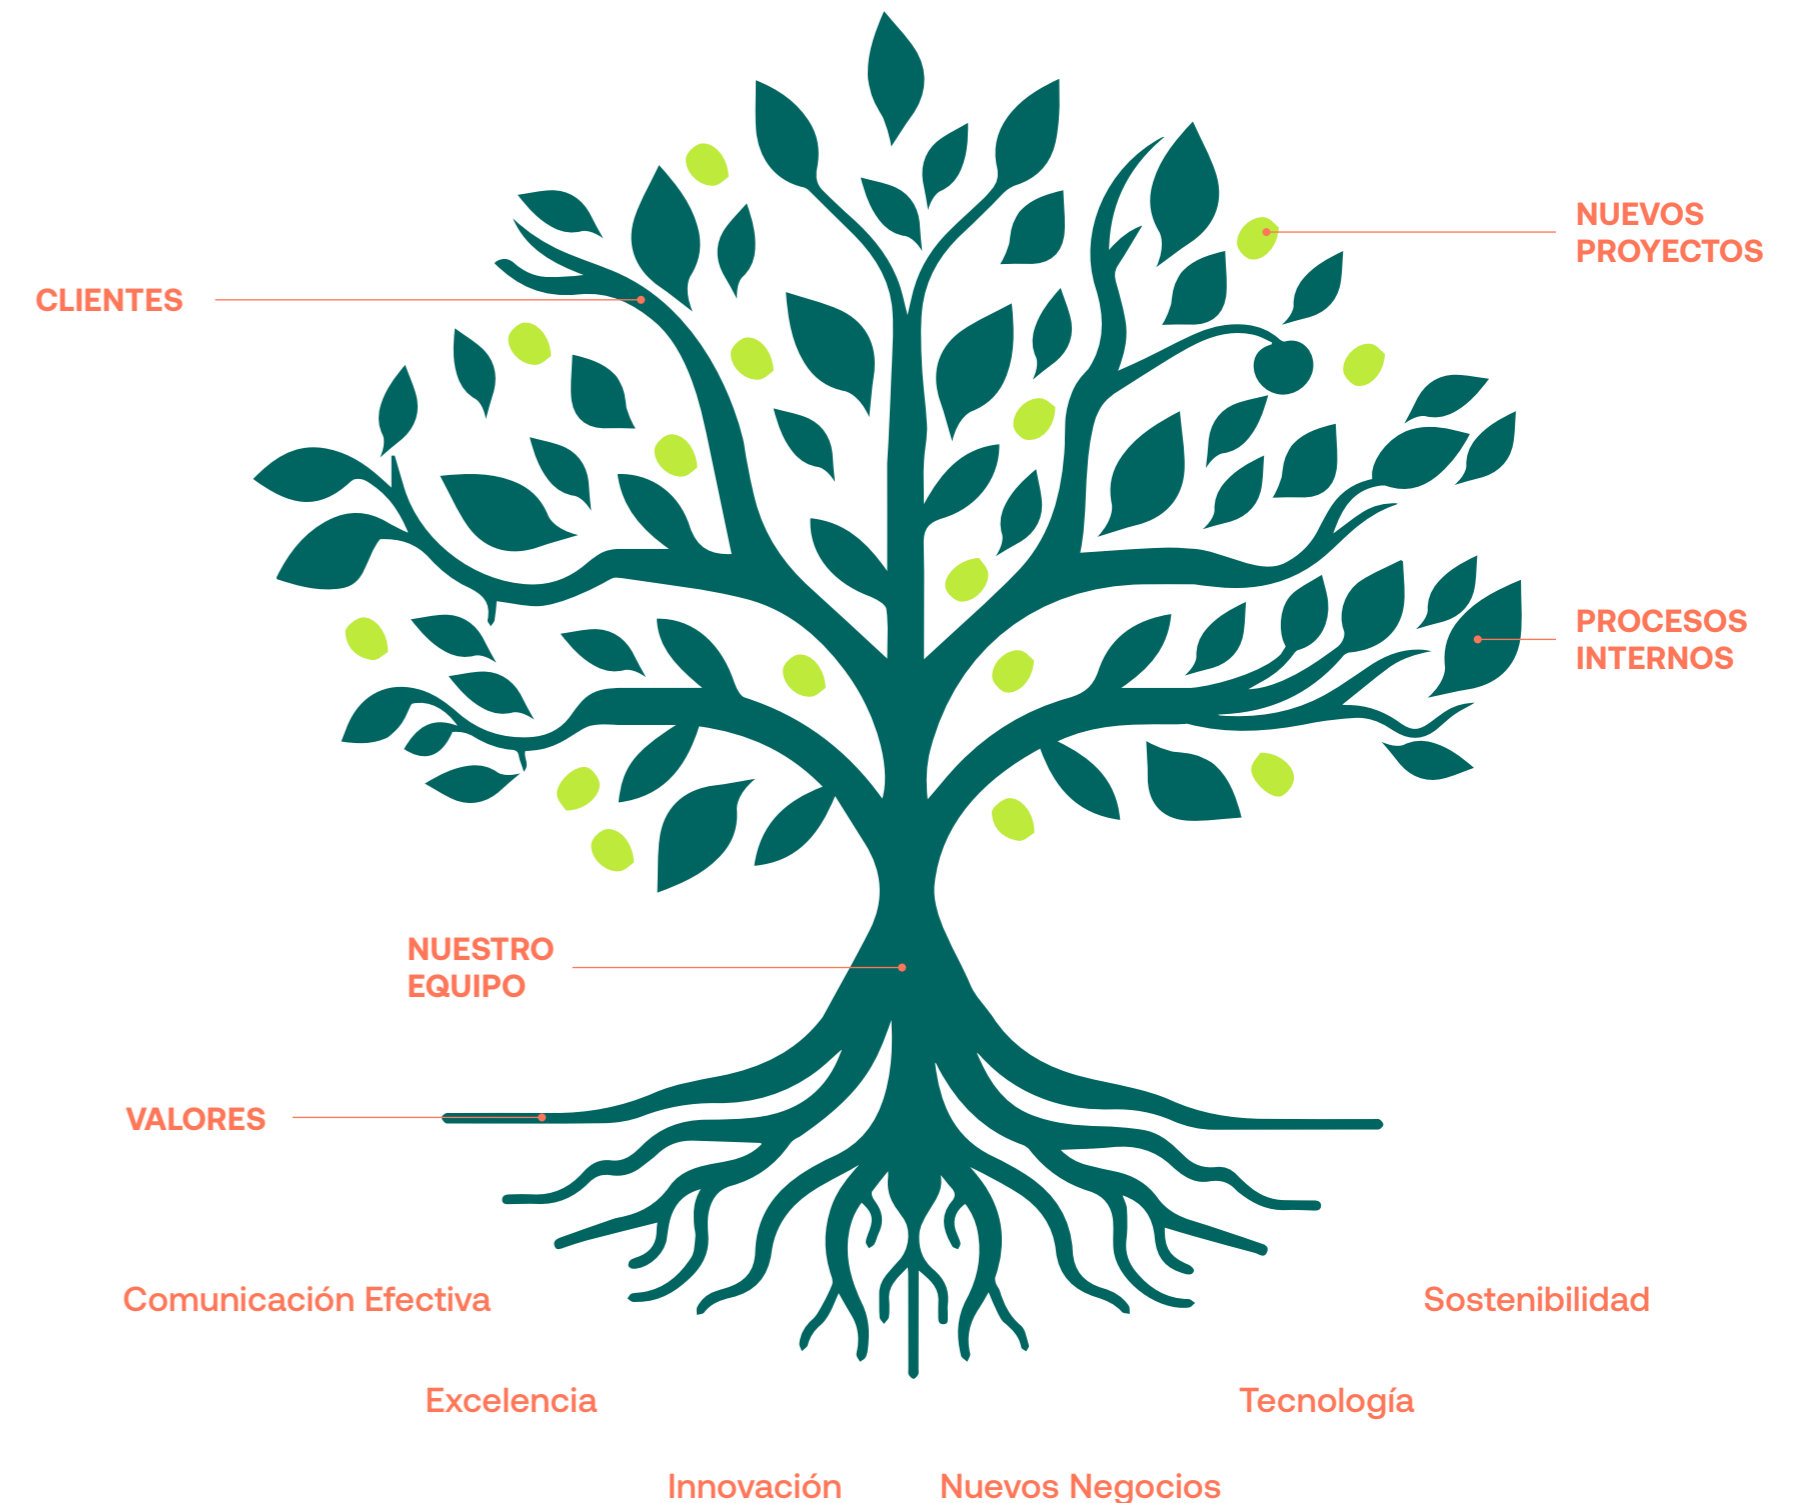 NUEVOS
PROYECTOS
CLIENTES
PROCESOS
INTERNOS
NUESTRO
EQUIPO
VALORES
Comunicación Efectiva
Sostenibilidad
Excelencia
Tecnología
Innovación
Nuevos Negocios